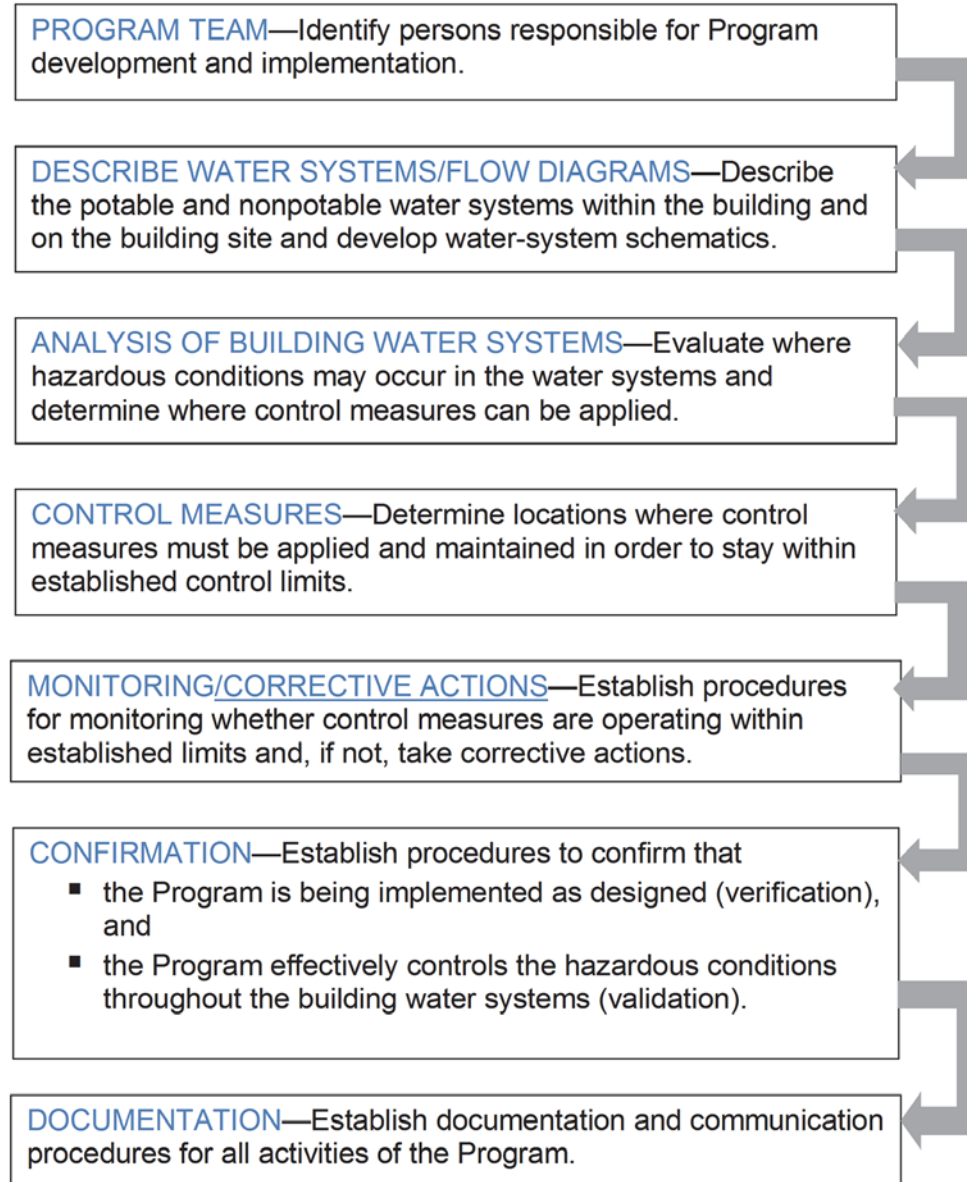 PROGRAM TEAM—Identify persons responsible for Program
development and implementation.
DESCRIBE WATER SYSTEMS/FLOW DIAGRAMS—Describe
the potable and nonpotable water systems within the building and
on the building site and develop water-system schematics.
ANALYSIS OF BUILDING WATER SYSTEMS—Evaluate where
hazardous conditions may occur in the water systems and
determine where control measures can be applied.
CONTROL MEASURES—Determine locations where control
measures must be applied and maintained in order to stay within
established control limits.
MONITORING/CORRECTIVE ACTIONS—Establish procedures
for monitoring whether control measures are operating within
established limits and, if not, take corrective actions.
CONFIRMATION—Establish procedures to confirm that
▪ the Program is being implemented as designed (verification),
and
▪ the Program effectively controls the hazardous conditions
throughout the building water systems (validation).
DOCUMENTATION—Establish documentation and communication
procedures for all activities of the Program.